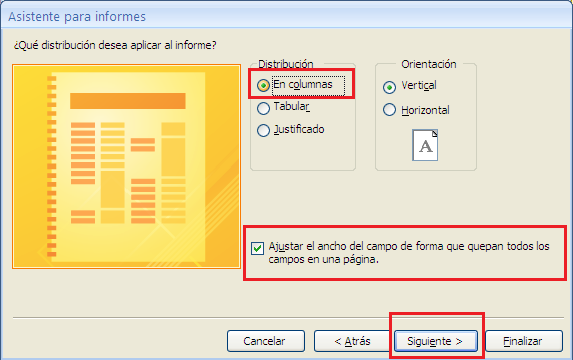 Asistente para informes
¿Qué distribución desea aplicar al informe?
Distribución
En columnas
Tabular
Justificado
Orientación
Vertical
Horizontal
A
Ajustar el ancho del campo de forma que quepan todos los
campos en una página.
Cancelar
< Atrás
Siguiente >
Finalizar